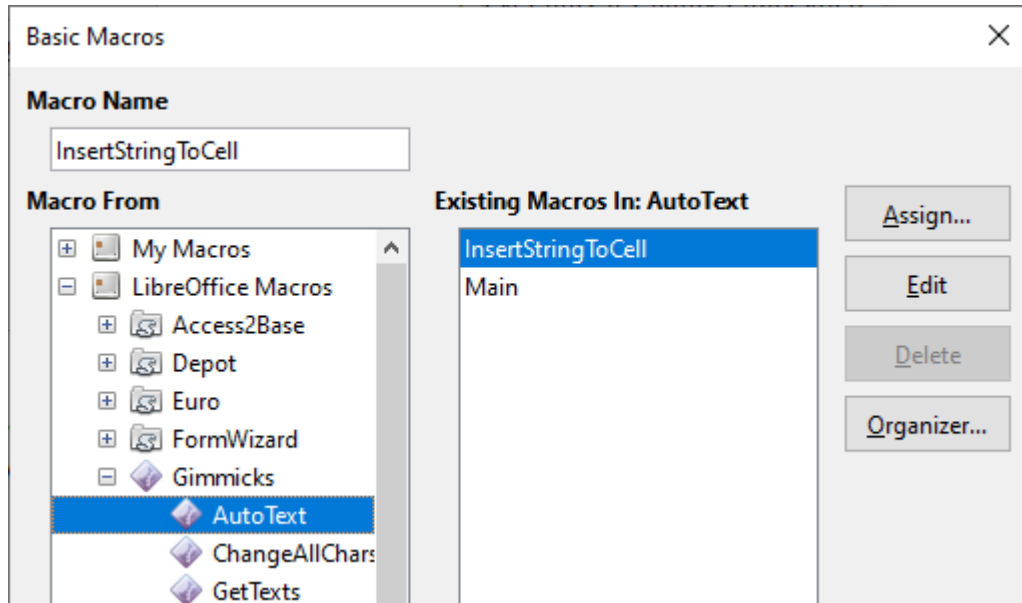 Basic Macros
Macro Name
InsertStringToCell
Macro From
Existing Macros In: AutoText
Assign...
My Macros
InsertStringToCell
LibreOffice Macros
Main
Edit
Access2Base
Depot
Delete
Euro
FormWizard
Organizer...
Gimmicks
AutoText
ChangeAllChars
GetTexts